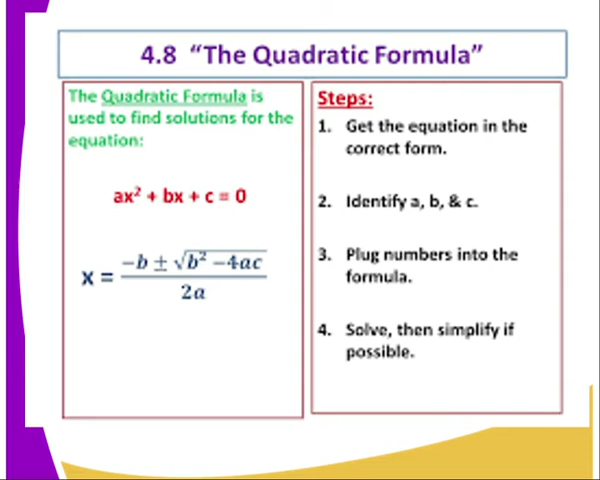 4.8 “The Quadratic Formula”
The Quadratic Formula is
used to find solutions for the
equation:
ax² + bx + c = 0
x = \frac{-b ± \sqrt{b² -4ac}}{2a}
Steps:
1. Get the equation in the
correct form.
2. Identify a, b, & c.
3. Plug numbers into the
formula.
4. Solve, then simplify if
possible.